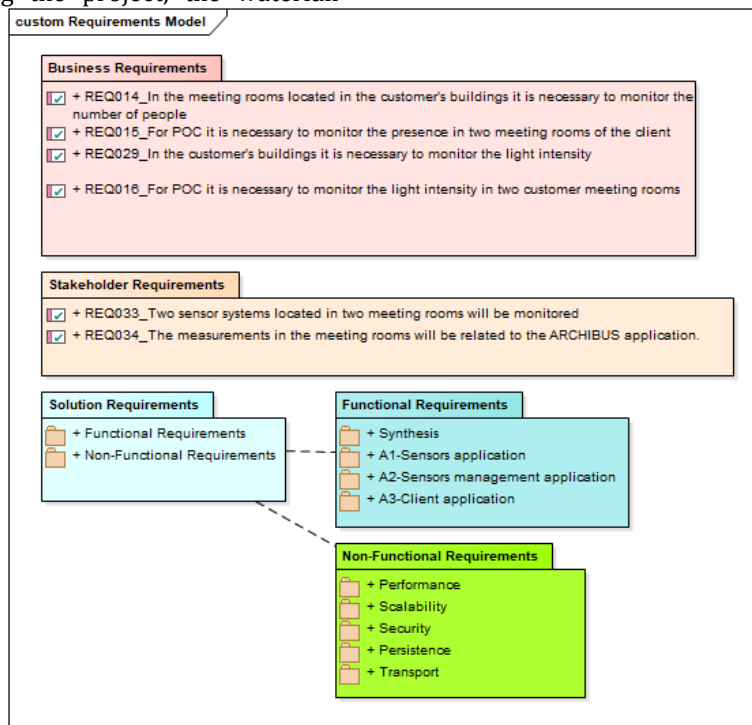 g the project, the
custom Requirements Model
Business Requirements
+ REQ014_In the meeting rooms located in the customer's buildings it is necessary to monitor the
number of people
+ REQ015_For POC it is necessary to monitor the presence in two meeting rooms of the client
+ REQ029_In the customer's buildings it is necessary to monitor the light intensity
+ REQ016_For POC it is necessary to monitor the light intensity in two customer meeting rooms
Stakeholder Requirements
+ REQ033_Two sensor systems located in two meeting rooms will be monitored
+ REQ034_The measurements in the meeting rooms will be related to the ARCHIBUS application.
Solution Requirements
+ Functional Requirements
+ Non-Functional Requirements
Functional Requirements
+ Synthesis
+ A1-Sensors application
+ A2-Sensors management application
+ A3-Client application
Non-Functional Requirements
+ Performance
+ Scalability
+ Security
+ Persistence
+ Transport